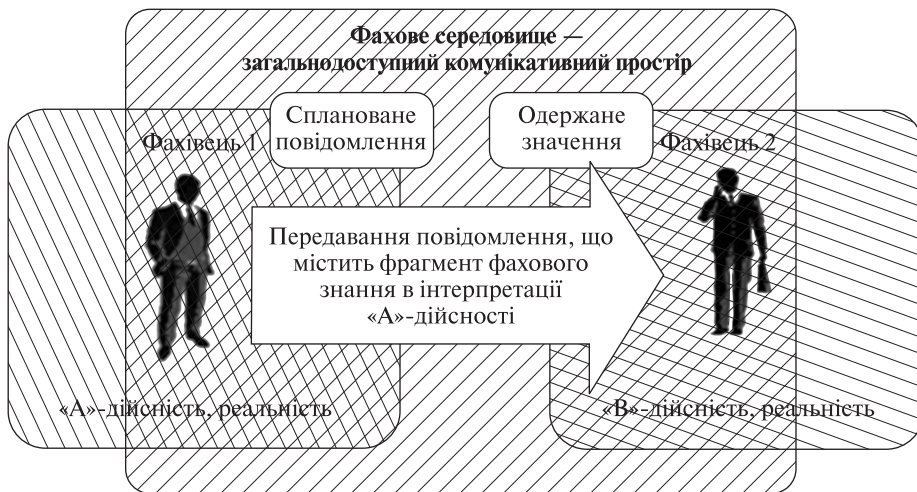 Фахове середовище —
загальнодоступний комунікативний простір
Сплановане
повідомлення
Одержане
значення
Фахівець 1
Фахівець 2
Передавання повідомлення, що
містить фрагмент фахового
знання в інтерпретації
«А»-дійсності
«А»-дійсність, реальність
«В»-дійсність, реальність